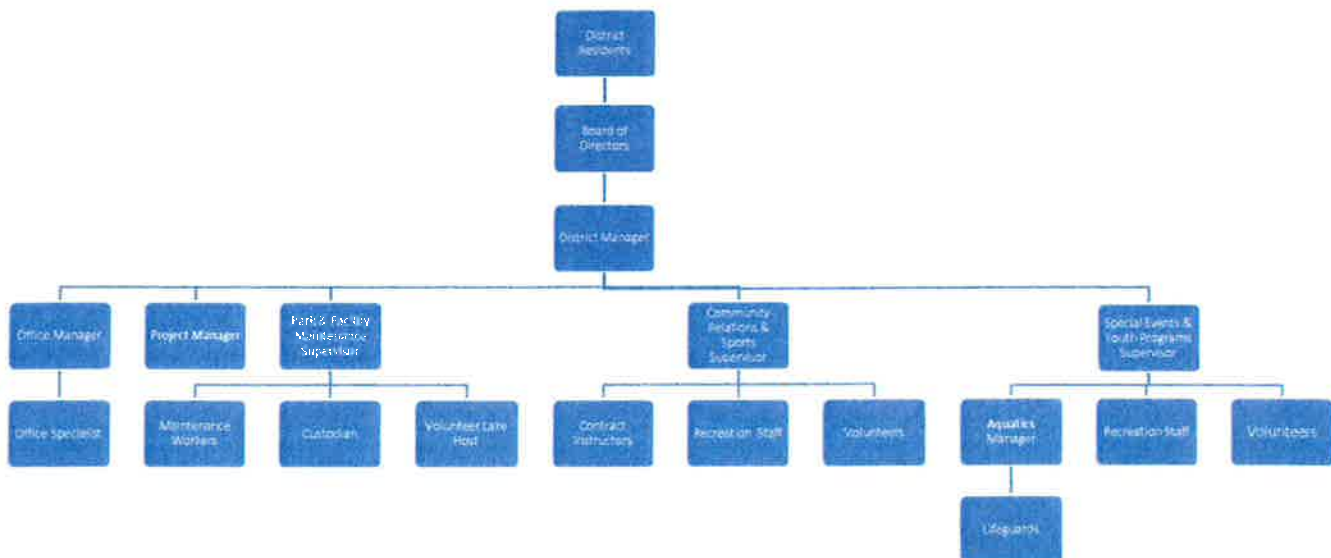 District
Residents
Board of
Directors
District Manager
Office Manager
Project Manager
Park & Facility
Maintenance
Supervisor
Community
Relations &
Sports
Supervisor
Special Events &
Youth Programs
Supervisor
Office Specialist
Maintenance
Workers
Custodian
Volunteer Lake
Host
Contract
Instructors
Recreation Staff
Volunteers
Aquatics
Manager
Recreation Staff
Volunteers
Lifeguards